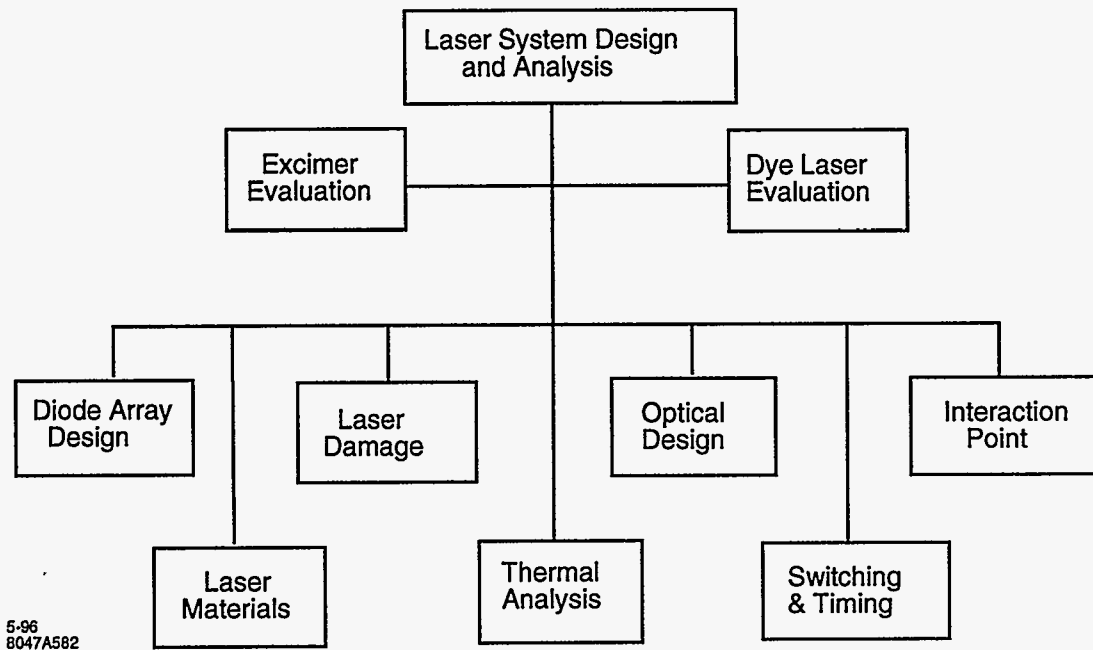 Laser System Design
and Analysis
Excimer
Evaluation
Dye Laser
Evaluation
Diode Array
Design
Laser
Damage
Optical
Design
Interaction
Point
Laser
Materials
Thermal
Analysis
Switching
& Timing
5-96
8047A582